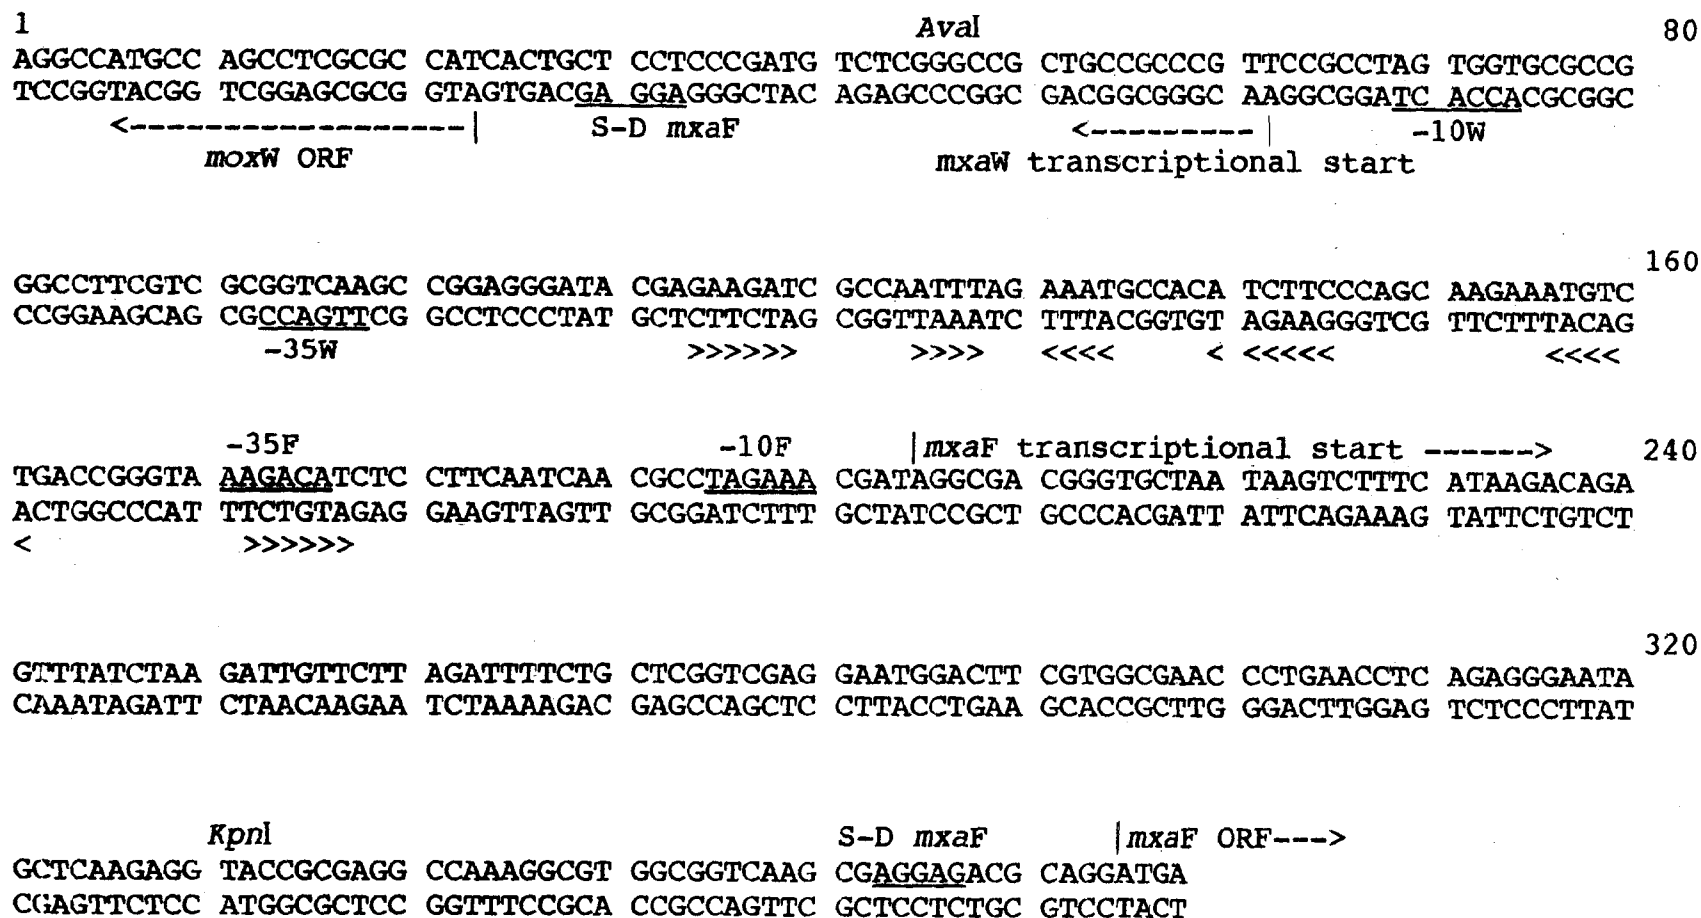 1 AvaI 80
AGGCCATGCC AGCCTCGCGC CATCACTGCT CCTCCCGATG TCTCGGGCCG CTGCCGCCCG TTCCGCCTAG TGGTGCGCCG
TCCGGTACGG TCGGAGCGCG GTAGTGACGA GGAGGGCTAC AGAGCCCGGC GACGGCGGGC AAGGCGGATC ACCACGCGGC
<-------------------| S-D mxaF <----------| -10W
moxW ORF mxaW transcriptional start
160
GGCCTTCGTC GCGGTCAAGC CGGAGGGATA CGAGAAGATC GCCAATTTAG AAATGCCACA TCTTCCCAGC AAGAAATGTC
CCGGAAGCAG CGCCAGTTCG GCCTCCCTAT GCTCTTCTAG CGGTTAAATC TTTACGGTGT AGAAGGGTCG TTCTTTACAG
-35W >>>>>> >>>> <<<< < <<<<< <<<<
-35F -10F |mxaF transcriptional start ------> 240
TGACCGGGTA AAGACATCTC CTTCAATCAA CGCCTAGAAA CGATAGGCGA CGGGTGCTAA TAAGTCTTTC ATAAGACAGA
ACTGGCCCAT TTCTGTAGAG GAAGTTAGTT GCGGATCTTT GCTATCCGCT GCCCACGATT ATTCAGAAAG TATTCTGTCT
< >>>>>>
320
GTTTATCTAA GATTGTTCTT AGATTTTCTG CTCGGTCGAG GAATGGACTT CGTGGCGAAC CCTGAACCTC AGAGGGAATA
CAAATAGATT CTAACAAGAA TCTAAAAGAC GAGCCAGCTC CTTACCTGAA GCACCGCTTG GGACTTGGAG TCTCCCTTAT
KpnI S-D mxaF |mxaF ORF--->
GCTCAAGAGG TACCGCGAGG CCAAAGGCGT GGCGGTCAAG CGAGGAGACG CAGGATGA
CGAGTTCTCC ATGGCGCTCC GGTTTCCGCA CCGCCAGTTC GCTCCTCTGC GTCCTACT